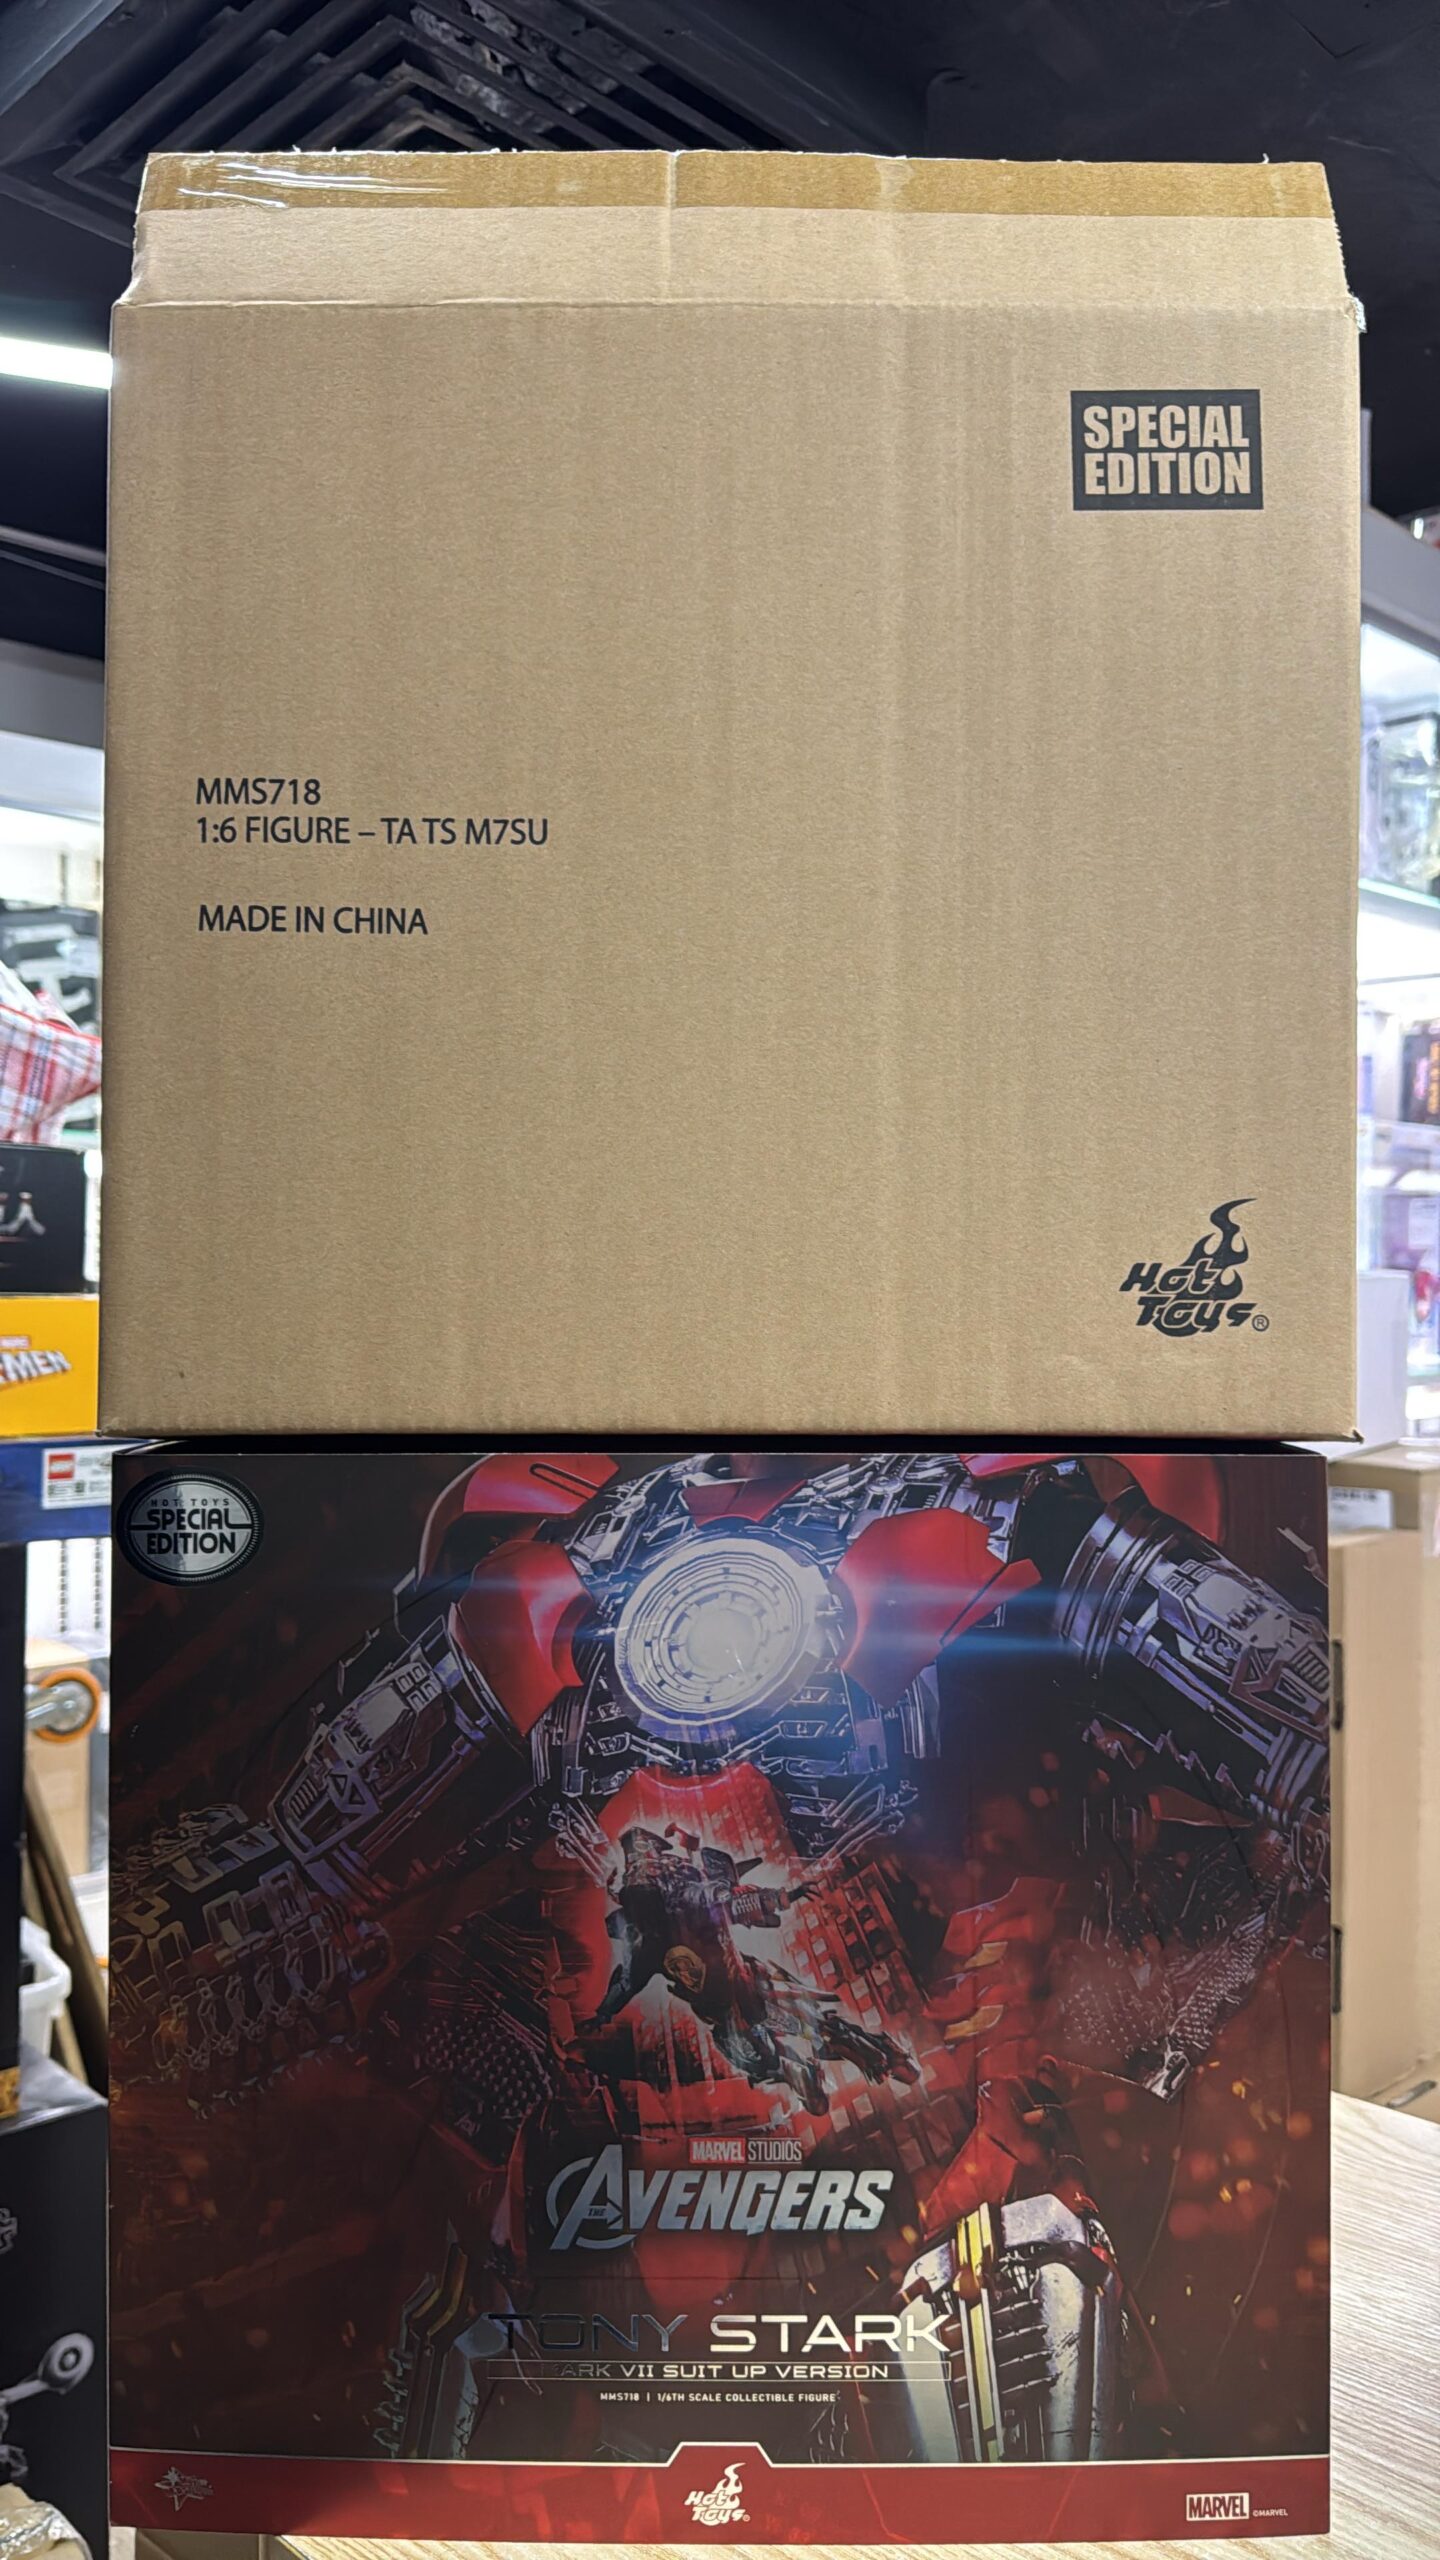 SPECIAL
EDITION
MMS718
1:6 FIGURE – TA TS M7SU
MADE IN CHINA
Hot
Toys®
MEN
HOT TOYS
SPECIAL
EDITION
MARVEL STUDIOS
THE AVENGERS
TONY STARK
MARK VII SUIT UP VERSION
MMS718 | 1/6TH SCALE COLLECTIBLE FIGURE
Hot
Toys®
MARVEL ©MARVEL